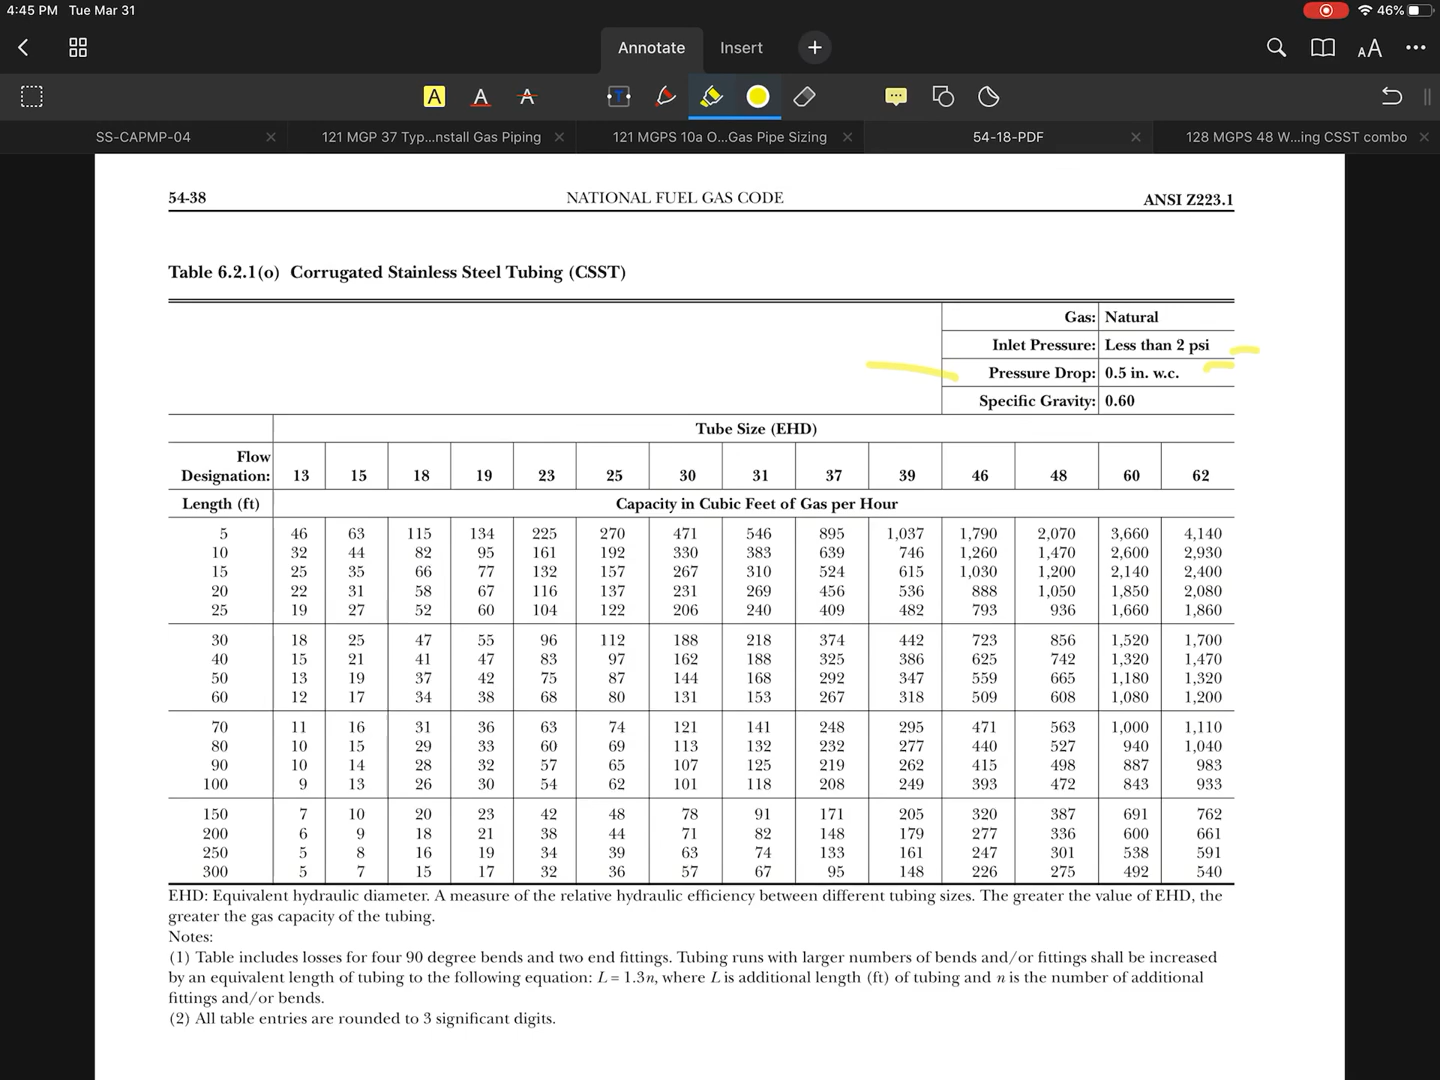 4:45 PM Tue Mar 31
46%
Annotate Insert
AA
A A A T
SS-CAPMP-04 121 MGP 37 Typ...nstall Gas Piping 121 MGPS 10a O...Gas Pipe Sizing 54-18-PDF 128 MGPS 48 W...ing CSST combo
54-38 NATIONAL FUEL GAS CODE ANSI Z223.1
Table 6.2.1(o) Corrugated Stainless Steel Tubing (CSST)
Gas: Natural
Inlet Pressure: Less than 2 psi
Pressure Drop: 0.5 in. w.c.
Specific Gravity: 0.60
Tube Size (EHD)
Flow
Designation: 13 15 18 19 23 25 30 31 37 39 46 48 60 62
Length (ft) Capacity in Cubic Feet of Gas per Hour
5 46 63 115 134 225 270 471 546 895 1,037 1,790 2,070 3,660 4,140
10 32 44 82 95 161 192 330 383 639 746 1,260 1,470 2,600 2,930
15 25 35 66 77 132 157 267 310 524 615 1,030 1,200 2,140 2,400
20 22 31 58 67 116 137 231 269 456 536 888 1,050 1,850 2,080
25 19 27 52 60 104 122 206 240 409 482 793 936 1,660 1,860
30 18 25 47 55 96 112 188 218 374 442 723 856 1,520 1,700
40 15 21 41 47 83 97 162 188 325 386 625 742 1,320 1,470
50 13 19 37 42 75 87 144 168 292 347 559 665 1,180 1,320
60 12 17 34 38 68 80 131 153 267 318 509 608 1,080 1,200
70 11 16 31 36 63 74 121 141 248 295 471 563 1,000 1,110
80 10 15 29 33 60 69 113 132 232 277 440 527 940 1,040
90 10 14 28 32 57 65 107 125 219 262 415 498 887 983
100 9 13 26 30 54 62 101 118 208 249 393 472 843 933
150 7 10 20 23 42 48 78 91 171 205 320 387 691 762
200 6 9 18 21 38 44 71 82 148 179 277 336 600 661
250 5 8 16 19 34 39 63 74 133 161 247 301 538 591
300 5 7 15 17 32 36 57 67 95 148 226 275 492 540
EHD: Equivalent hydraulic diameter. A measure of the relative hydraulic efficiency between different tubing sizes. The greater the value of EHD, the
greater the gas capacity of the tubing.
Notes:
(1) Table includes losses for four 90 degree bends and two end fittings. Tubing runs with larger numbers of bends and/or fittings shall be increased
by an equivalent length of tubing to the following equation: L = 1.3n, where L is additional length (ft) of tubing and n is the number of additional
fittings and/or bends.
(2) All table entries are rounded to 3 significant digits.